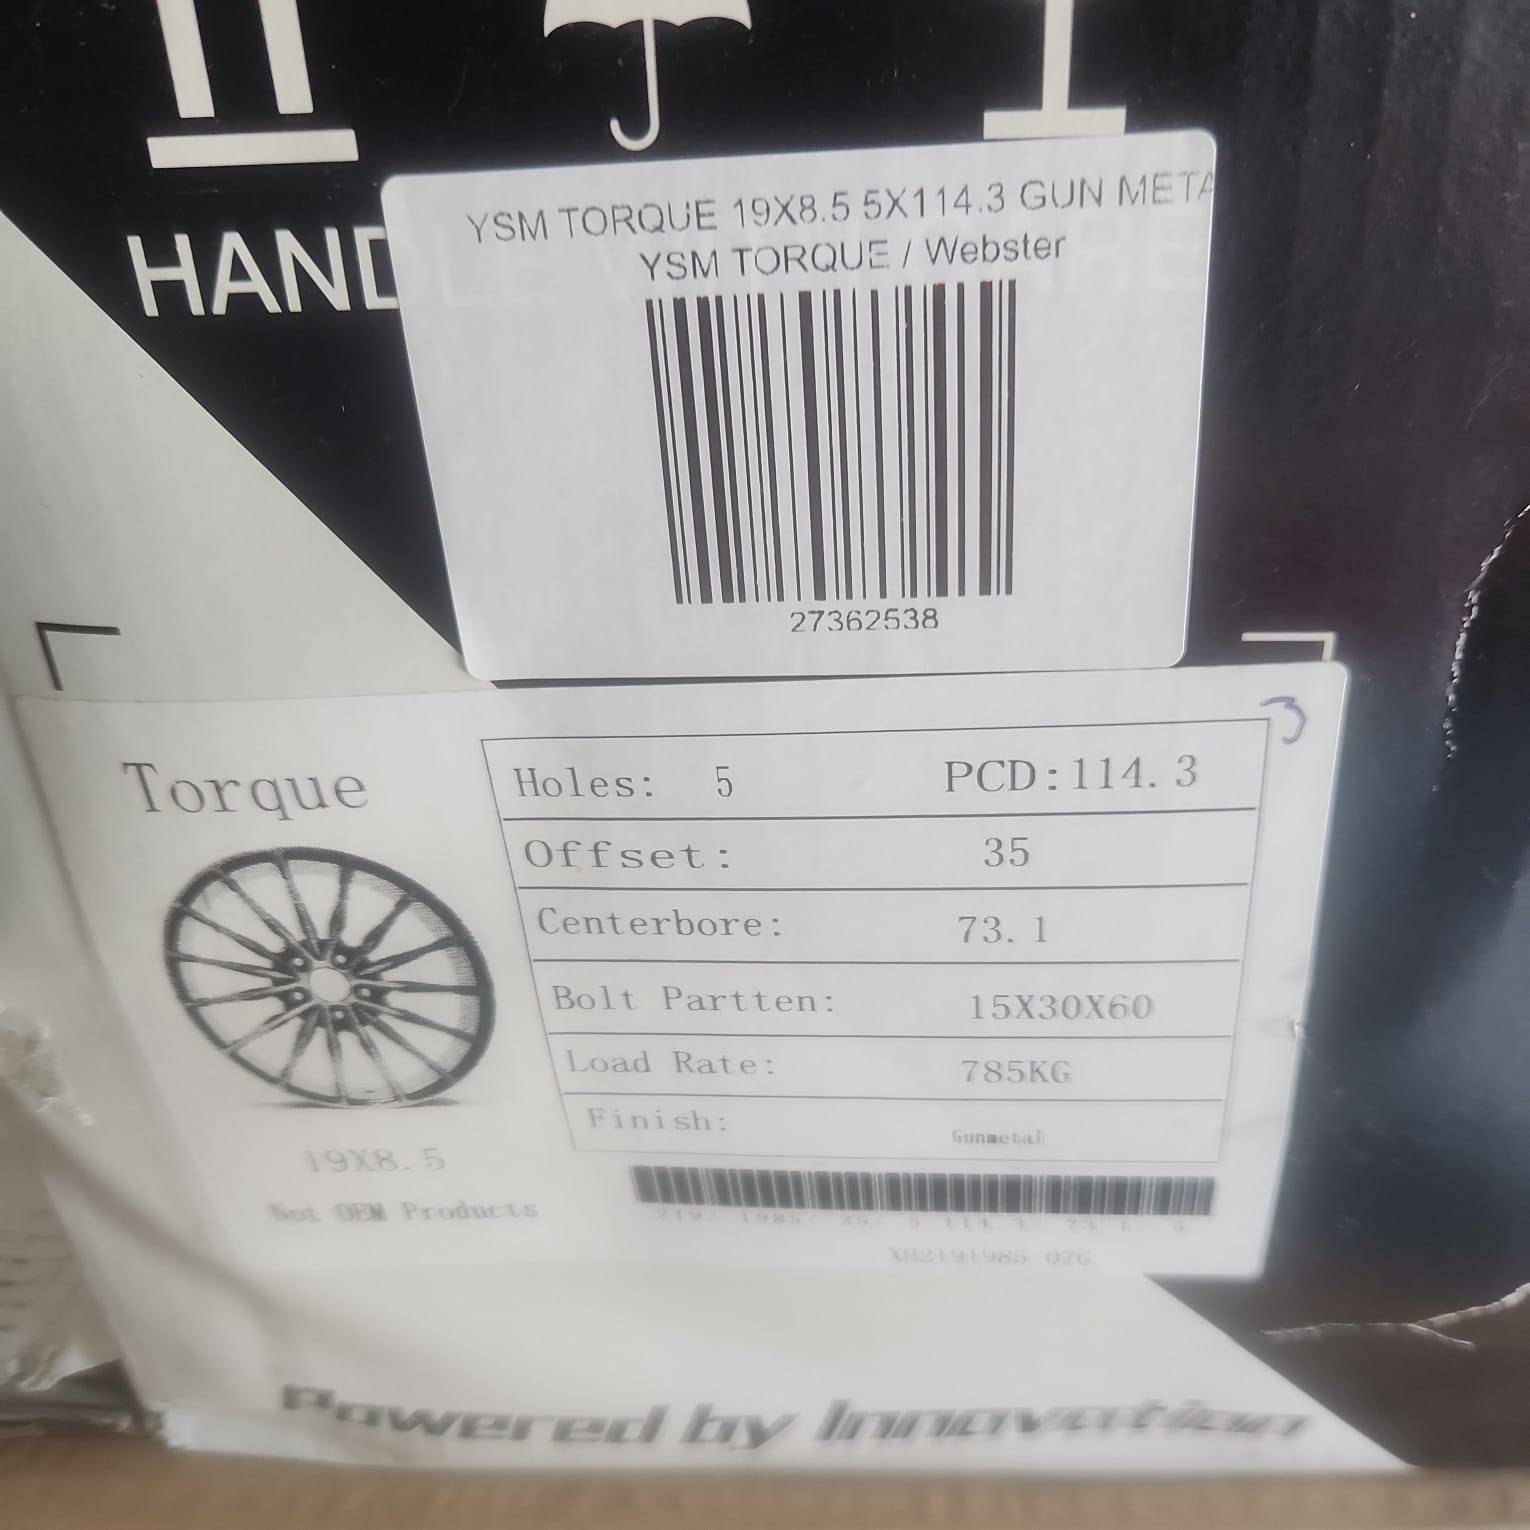 HAND
YSM TORQUE 19X8.5 5X114.3 GUN META
YSM TORQUE / Webster
27362538
3
Torque
Holes: 5 PCD:114.3
Offset: 35
Centerbore: 73.1
Bolt Partten: 15X30X60
Load Rate: 785KG
Finish: Gunmetal
19X8.5
Not OEM Products
Powered by Innovation